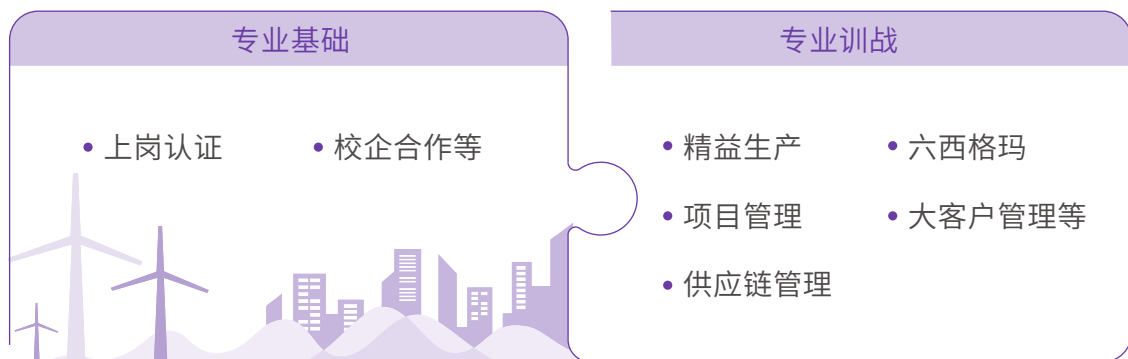 专业基础
• 上岗认证
• 校企合作等
专业训战
• 精益生产
• 六西格玛
• 项目管理
• 大客户管理等
• 供应链管理